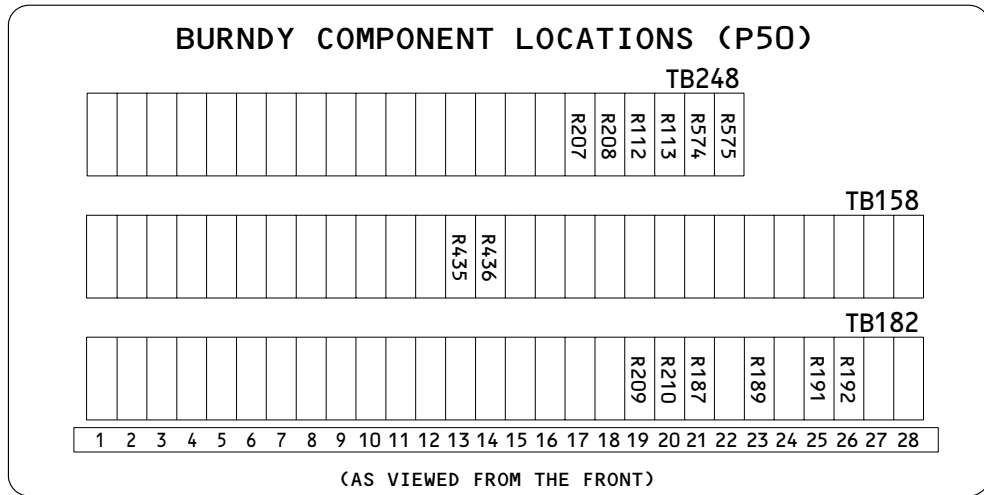 BURNDY COMPONENT LOCATIONS (P50)
TB248
R207 R208 R112 R113 R574 R575
TB158
R435 R436
TB182
R209 R210 R187 R189 R191 R192
1 2 3 4 5 6 7 8 9 10 11 12 13 14 15 16 17 18 19 20 21 22 23 24 25 26 27 28
(AS VIEWED FROM THE FRONT)